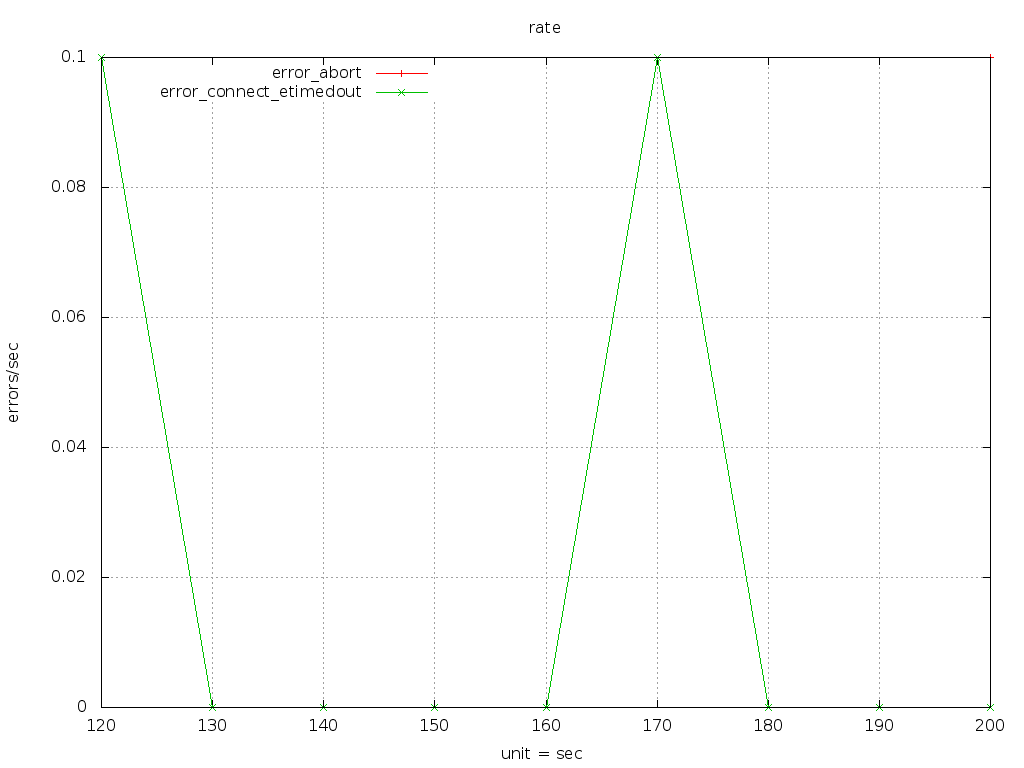 rate
0.1
error_abort
error_connect_etimedout
0.08
0.06
errors/sec
0.04
0.02
0
120 130 140 150 160 170 180 190 200
unit = sec